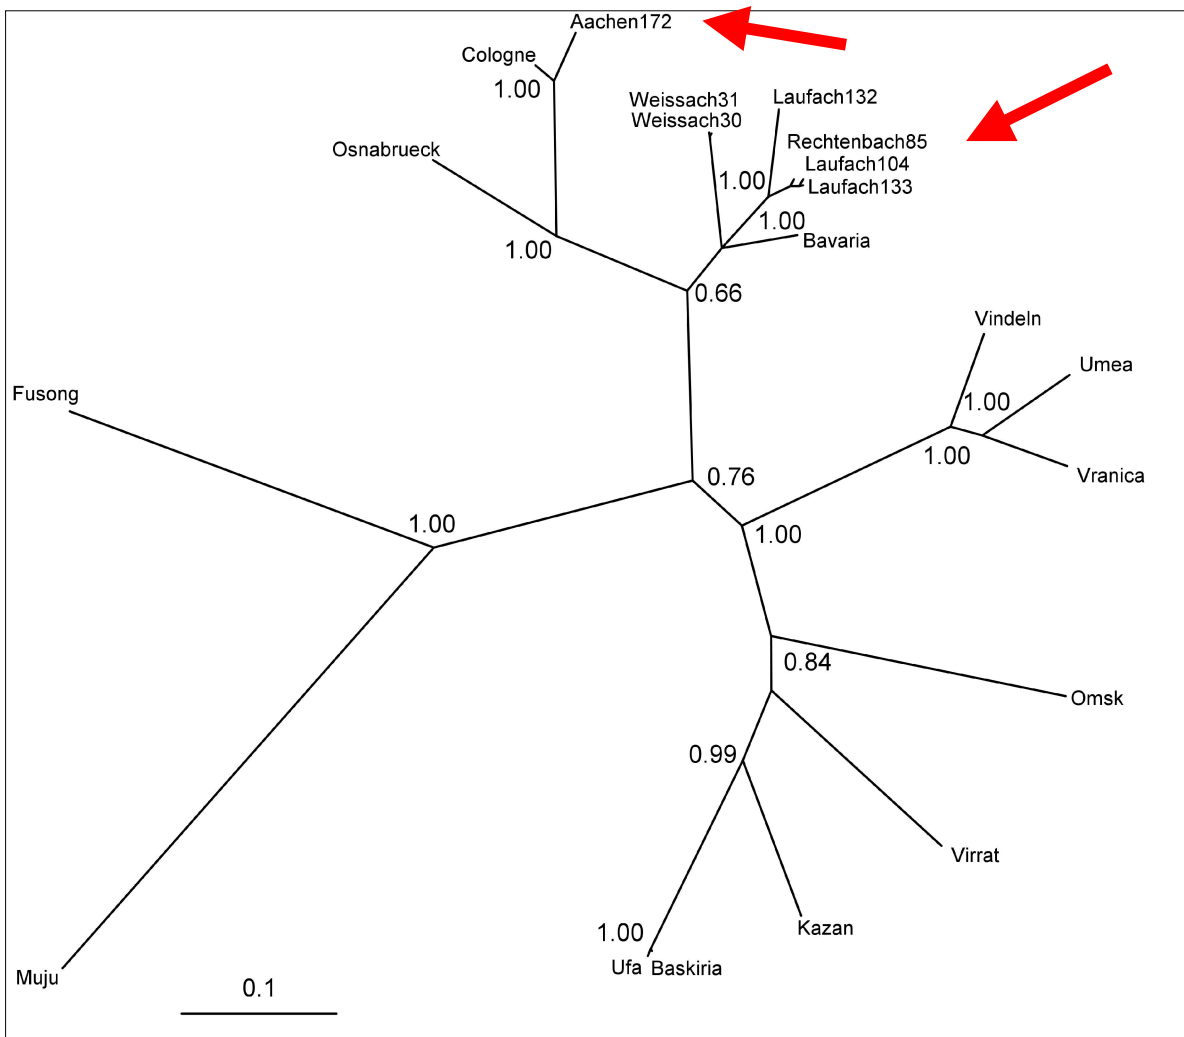 Aachen172
Cologne
1.00
Weissach31
Laufach132
Weissach30
Rechtenbach85
Osnabrueck
Laufach104
1.00
Laufach133
1.00
Bavaria
1.00
0.66
Vindeln
Umea
Fusong
1.00
1.00
Vranica
0.76
1.00
1.00
0.84
Omsk
0.99
Virrat
Kazan
1.00
Ufa Baskiria
Muju
0.1